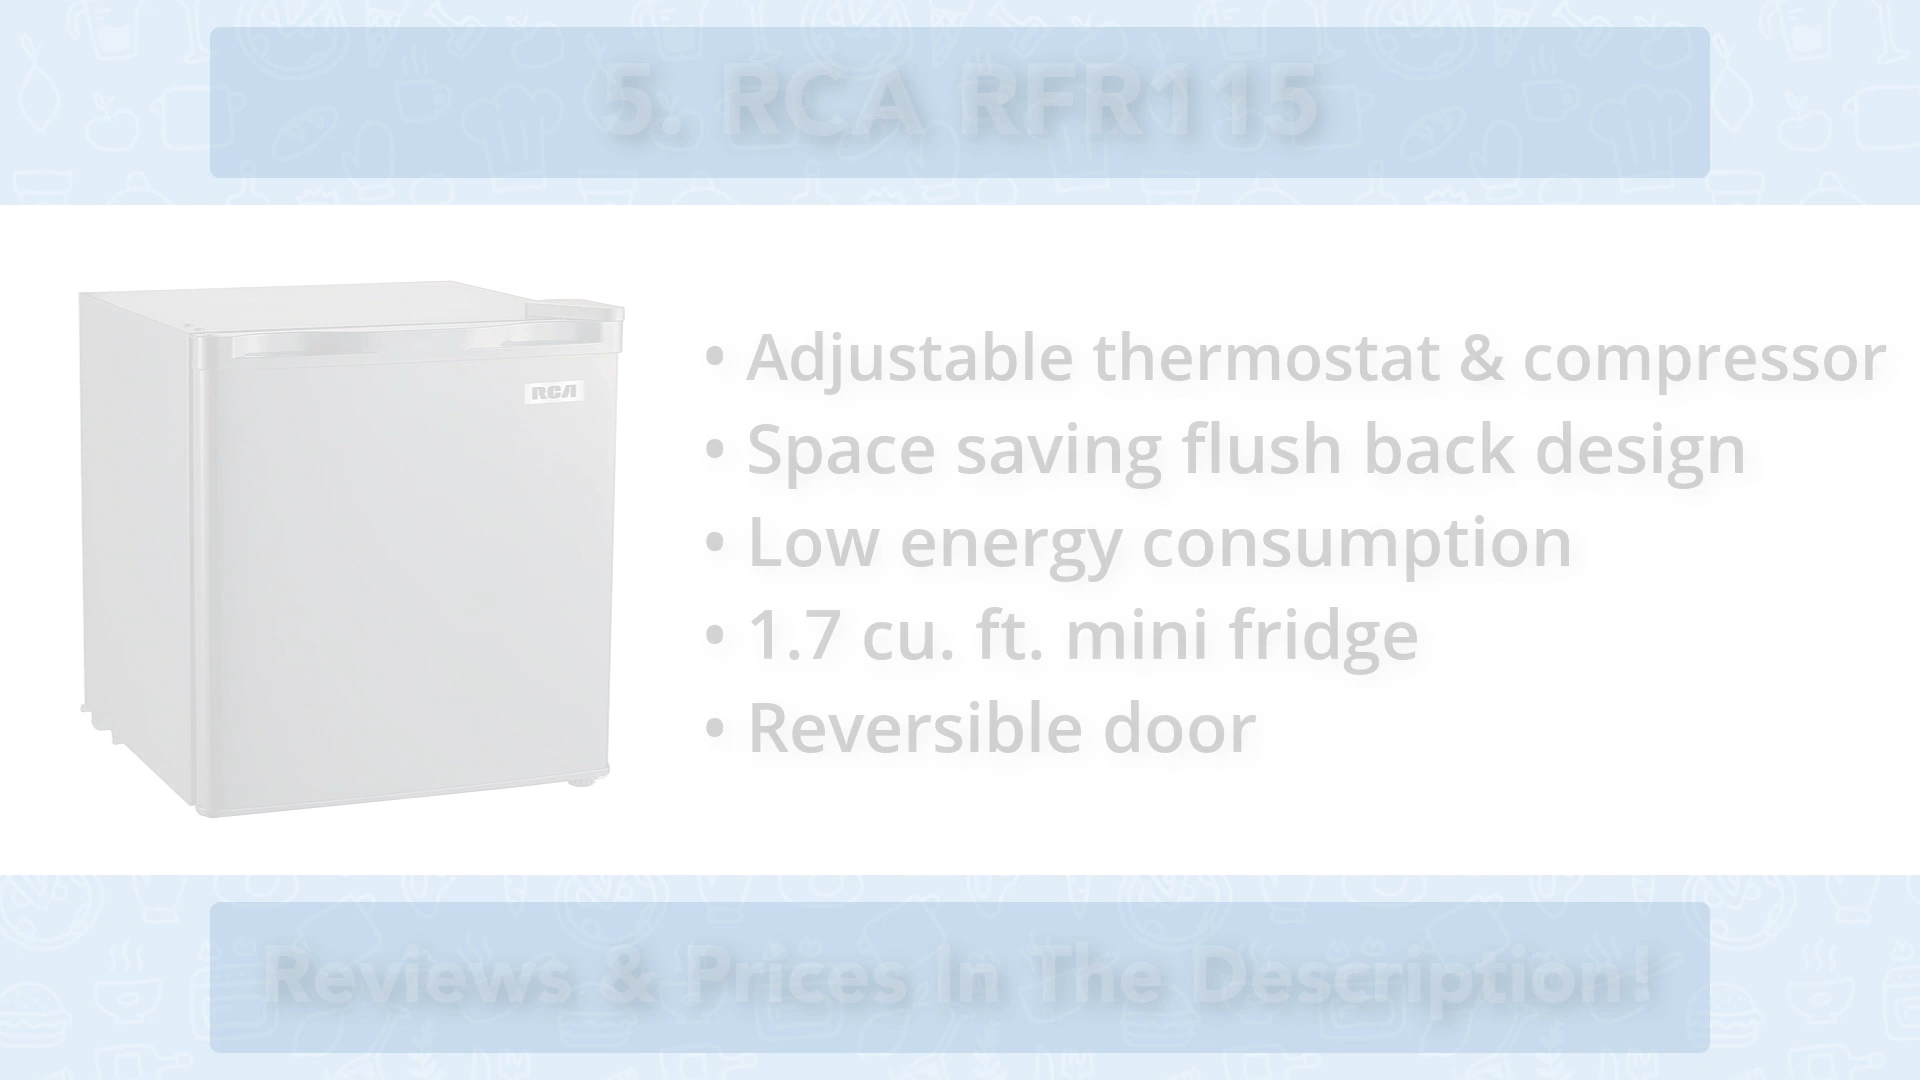 5. RCA RFR115
RCA
• Adjustable thermostat & compressor
• Space saving flush back design
• Low energy consumption
• 1.7 cu. ft. mini fridge
• Reversible door
Reviews & Prices In The Description!